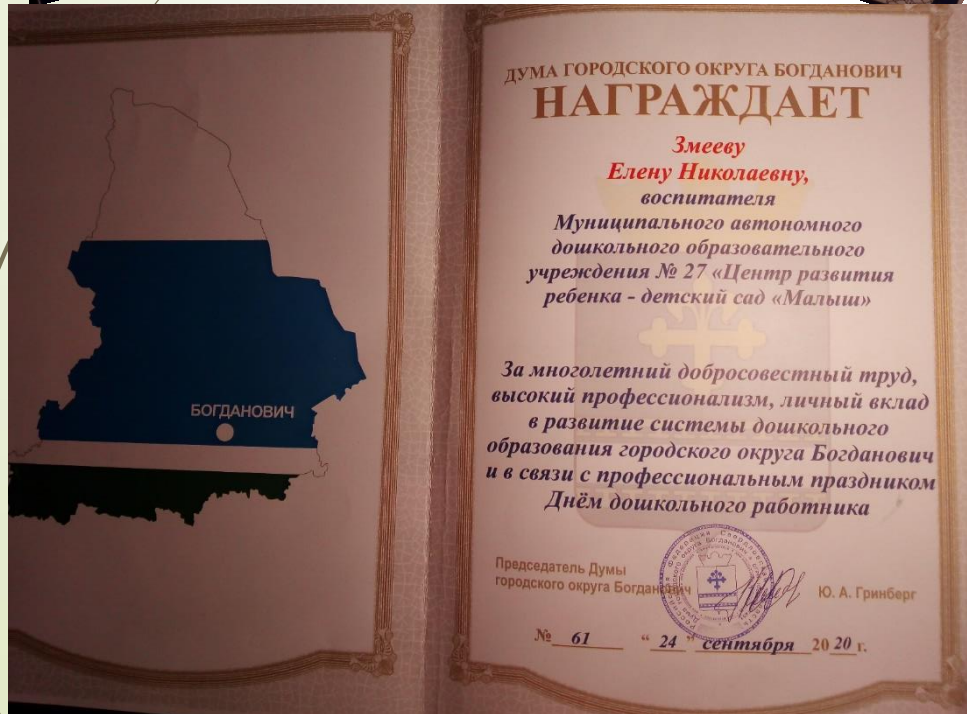 БОГДАНОВИЧ
ДУМА ГОРОДСКОГО ОКРУГА БОГДАНОВИЧ
НАГРАЖДАЕТ
Змееву
Елену Николаевну,
воспитателя
Муниципального автономного
дошкольного образовательного
учреждения № 27 «Центр развития
ребенка - детский сад «Малыш»
За многолетний добросовестный труд,
высокий профессионализм, личный вклад
в развитие системы дошкольного
образования городского округа Богданович
и в связи с профессиональным праздником
Днём дошкольного работника
Председатель Думы
городского округа Богданович
Ю. А. Гринберг
№ 61 “ 24 ” сентября 20 20 г.